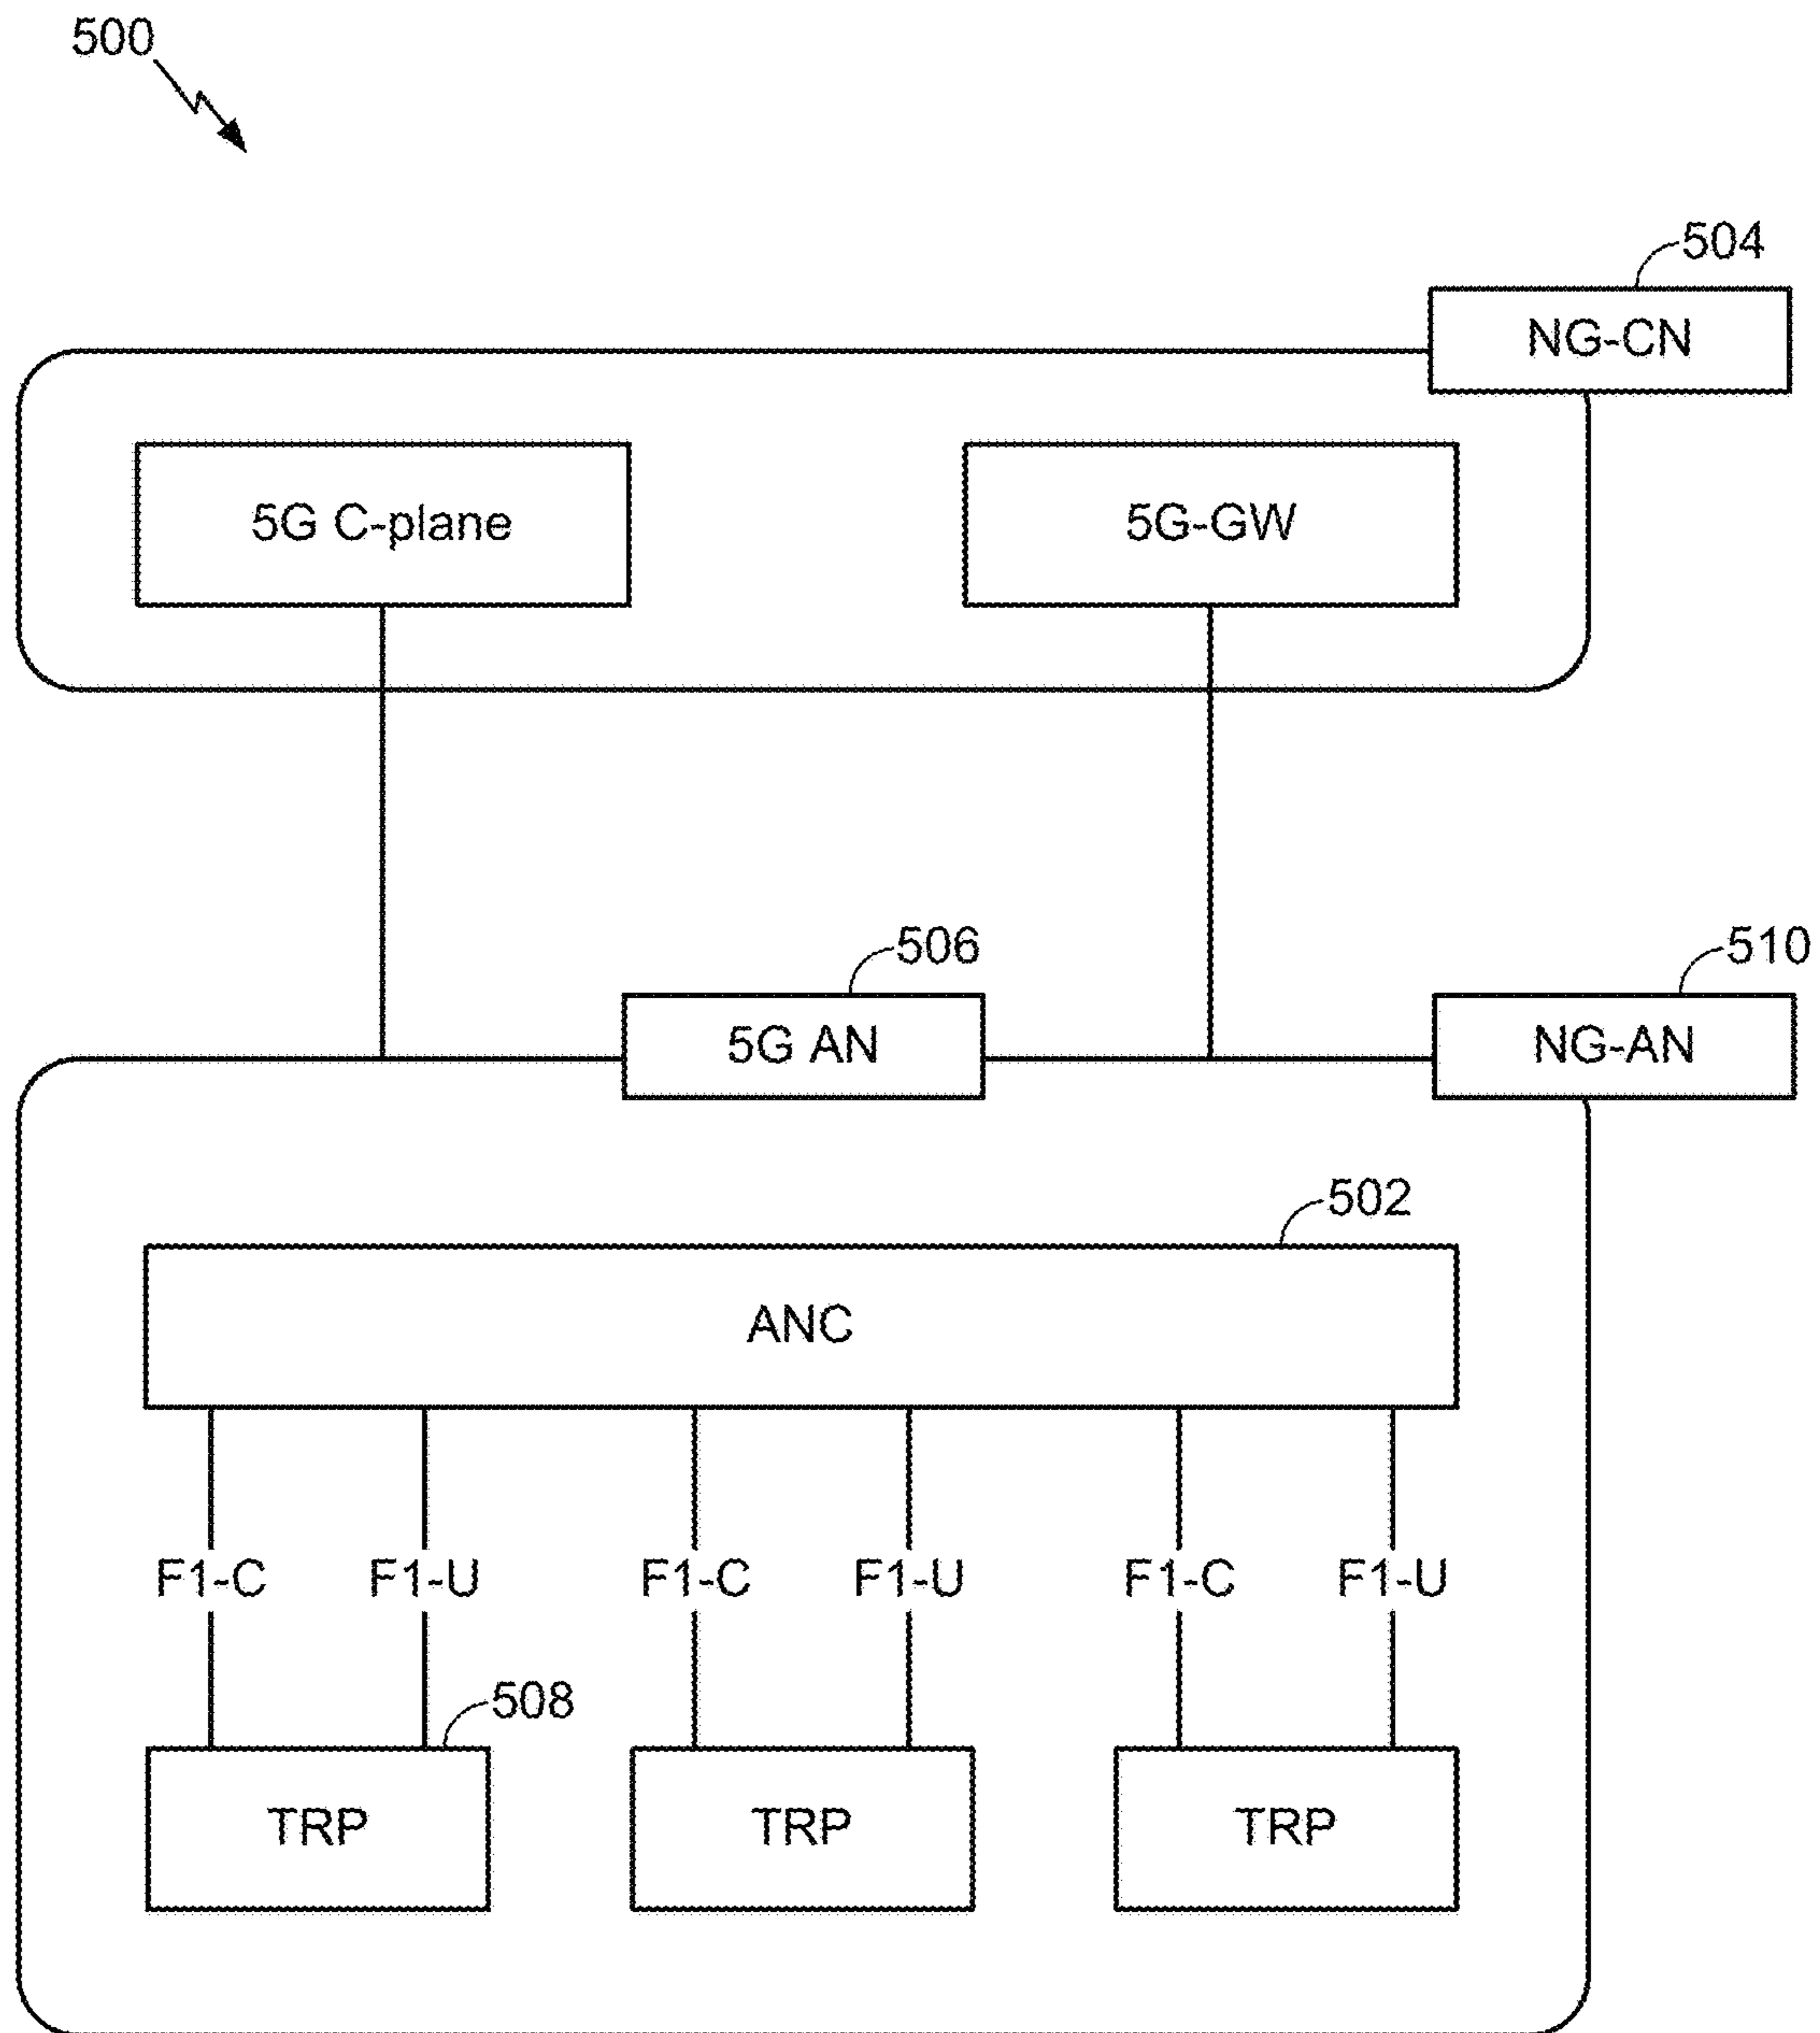 500
504
NG-CN
5G C-plane
5G-GW
506
510
5G AN
NG-AN
502
ANC
F1-C F1-U F1-C F1-U F1-C F1-U
508
TRP TRP TRP